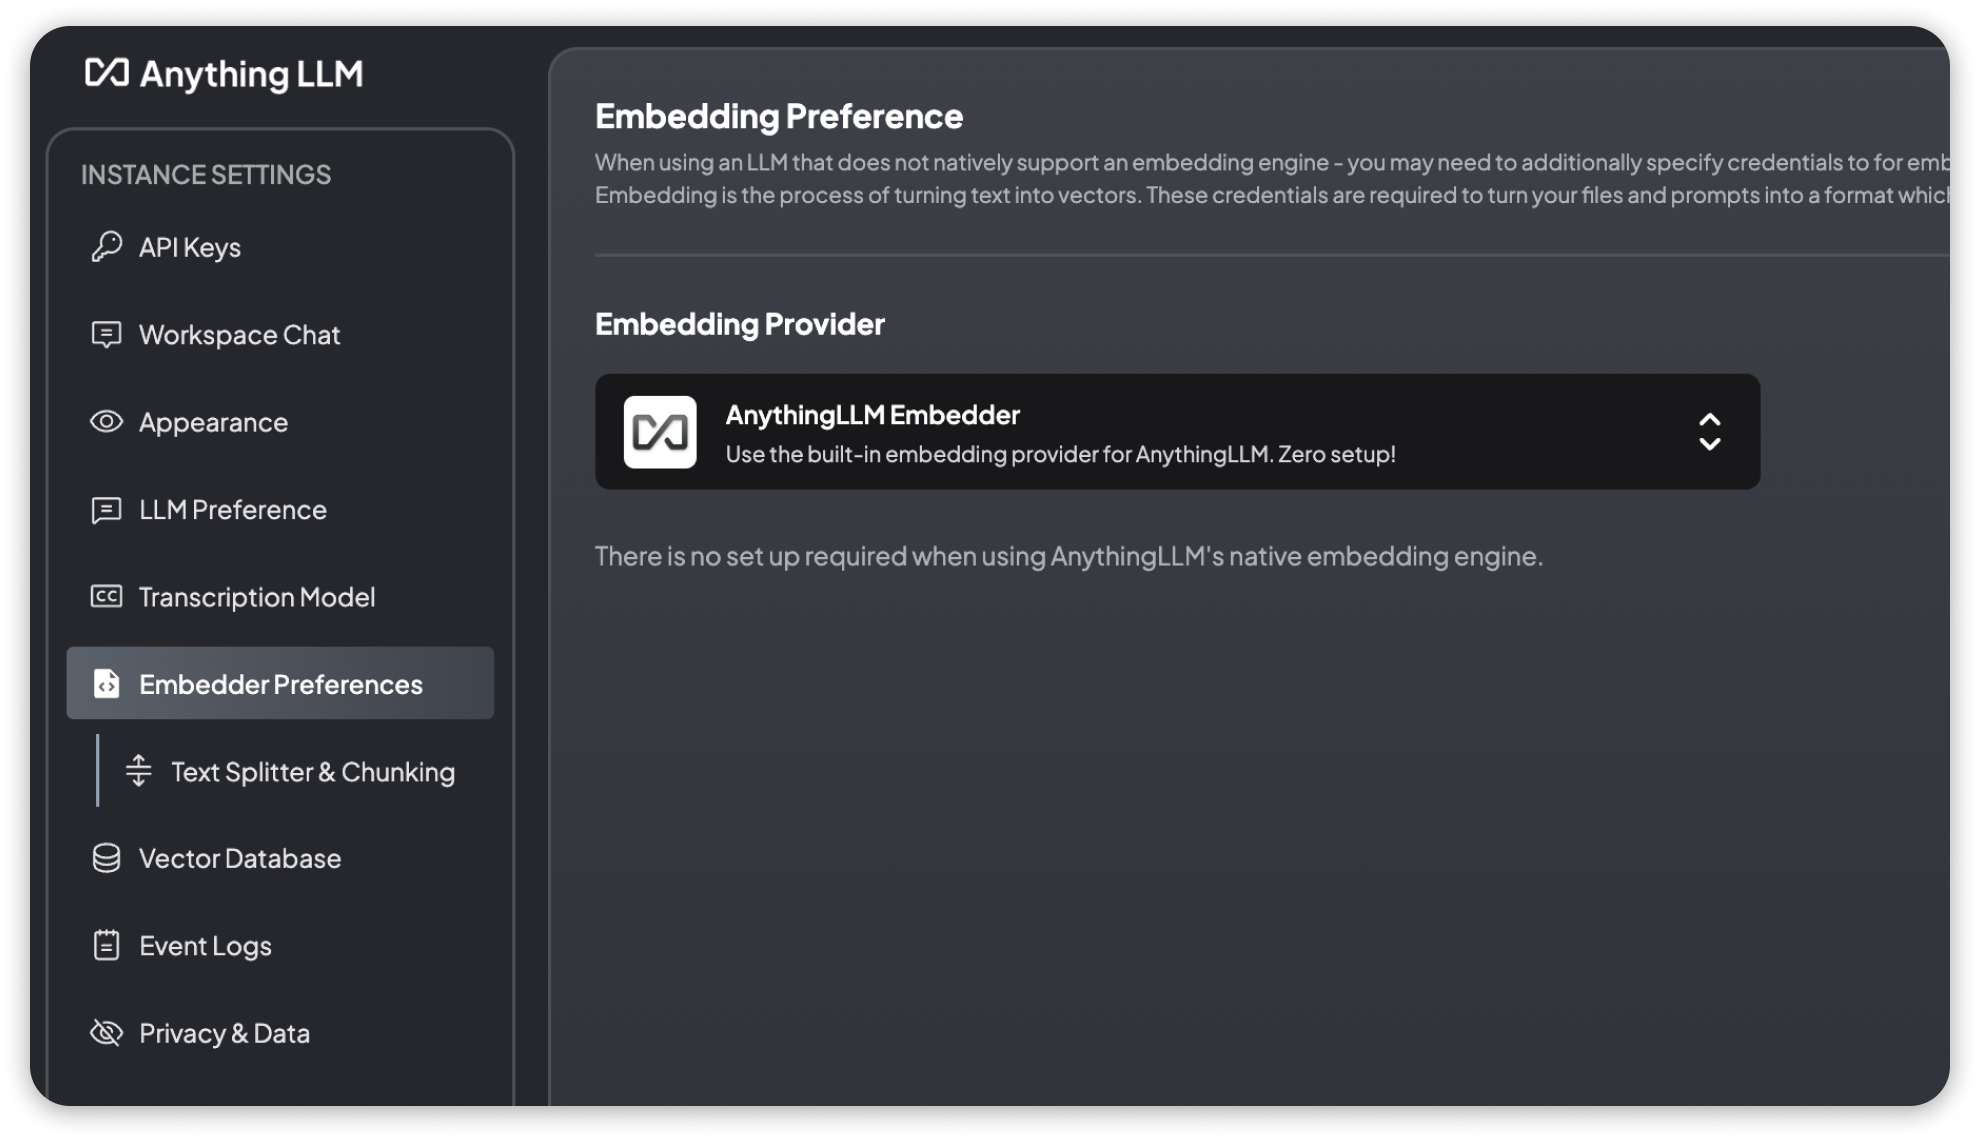 Anything LLM
INSTANCE SETTINGS
API Keys
Workspace Chat
Appearance
LLM Preference
Transcription Model
Embedder Preferences
Text Splitter & Chunking
Vector Database
Event Logs
Privacy & Data
Embedding Preference
When using an LLM that does not natively support an embedding engine - you may need to additionally specify credentials to for emb
Embedding is the process of turning text into vectors. These credentials are required to turn your files and prompts into a format which
Embedding Provider
AnythingLLM Embedder
Use the built-in embedding provider for AnythingLLM. Zero setup!
There is no set up required when using AnythingLLM's native embedding engine.